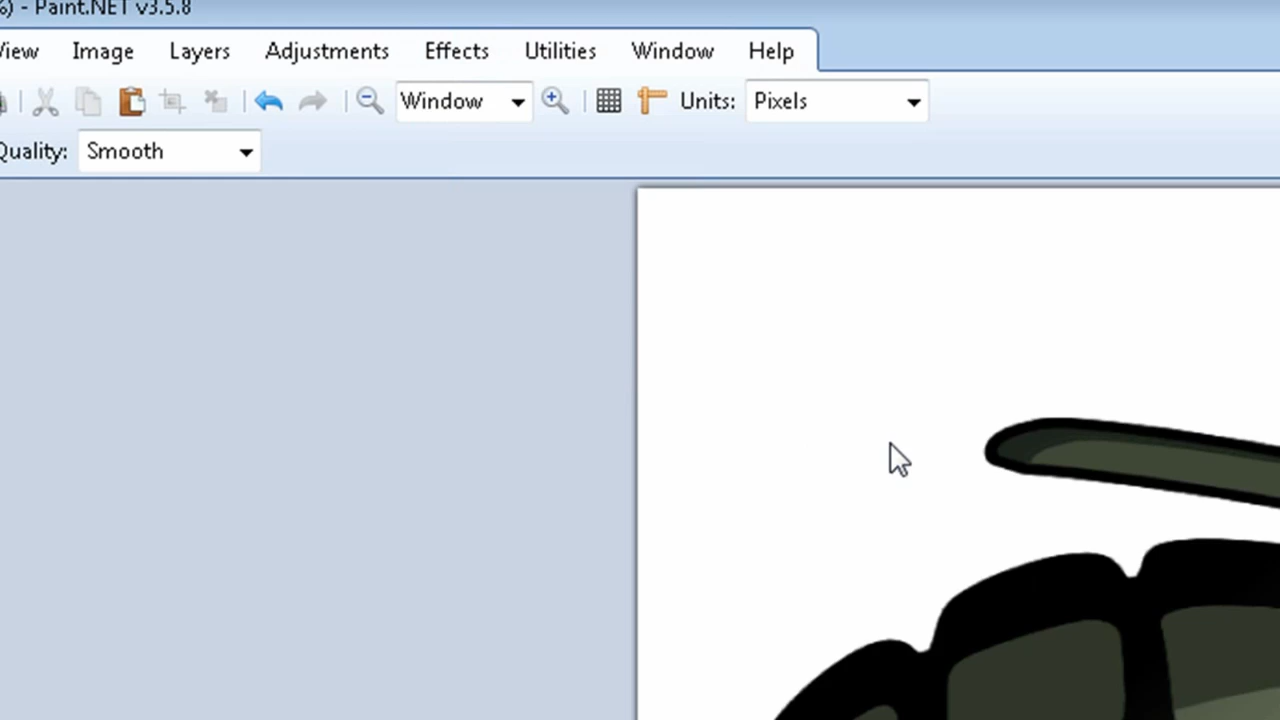 %) - Paint.NET v3.5.8
View Image Layers Adjustments Effects Utilities Window Help
Window Units: Pixels
Quality: Smooth